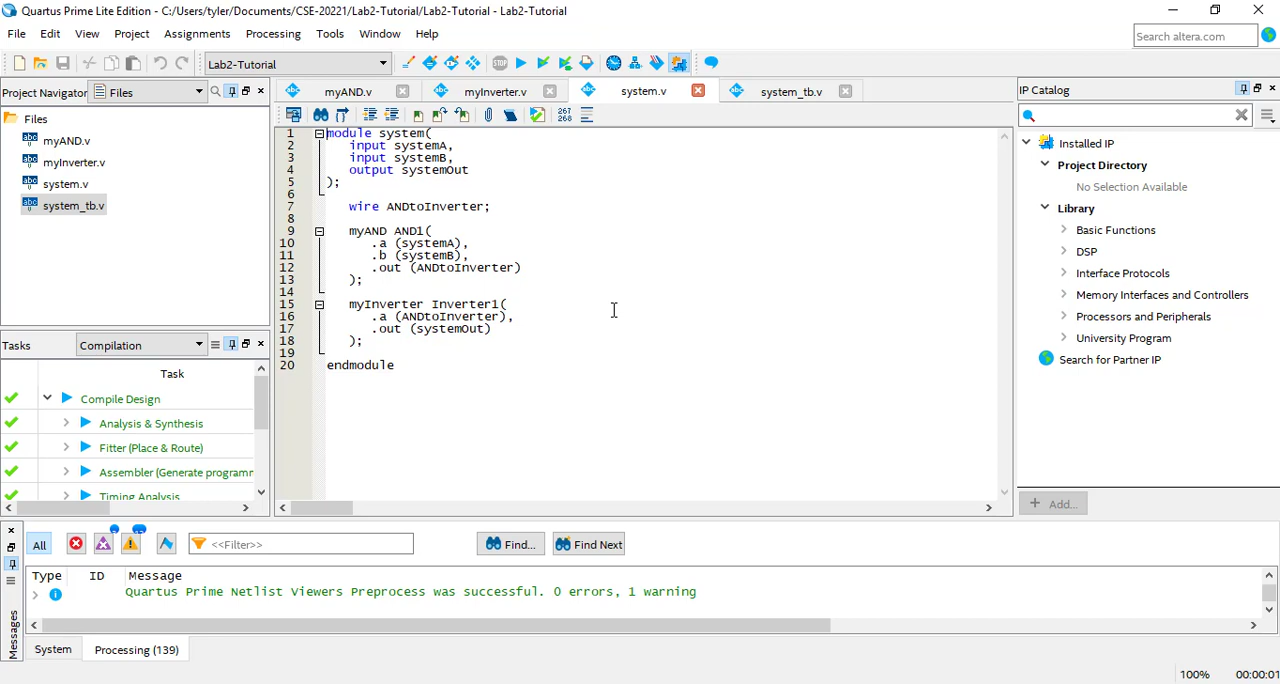 Quartus Prime Lite Edition - C:/Users/tyler/Documents/CSE-20221/Lab2-Tutorial/Lab2-Tutorial - Lab2-Tutorial
File Edit View Project Assignments Processing Tools Window Help
Search altera.com
Lab2-Tutorial
Project Navigator Files
myAND.v myInverter.v system.v system_tb.v
IP Catalog
267
268
Files
myAND.v
myInverter.v
system.v
system_tb.v
1 module system(
2 input systemA,
3 input systemB,
4 output systemOut
5 );
6
7 wire ANDtoInverter;
8
9 myAND AND1(
10 .a (systemA),
11 .b (systemB),
12 .out (ANDtoInverter)
13 );
14
15 myInverter Inverter1(
16 .a (ANDtoInverter),
17 .out (systemOut)
18 );
19
20 endmodule
Installed IP
Project Directory
No Selection Available
Library
Basic Functions
DSP
Interface Protocols
Memory Interfaces and Controllers
Processors and Peripherals
University Program
Search for Partner IP
Add...
Tasks Compilation
Task
Compile Design
Analysis & Synthesis
Fitter (Place & Route)
Assembler (Generate programm
Timing Analysis
All <<Filter>> Find... Find Next
Type ID Message
Quartus Prime Netlist Viewers Preprocess was successful. 0 errors, 1 warning
Messages
System Processing (139)
100% 00:00:01